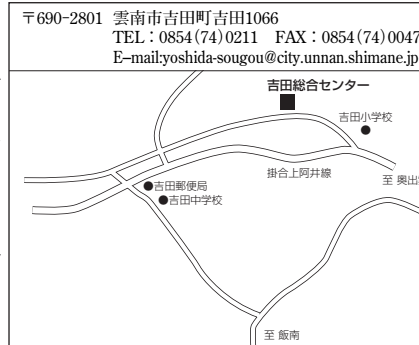 〒690-2801 雲南市吉田町吉田1066
TEL：0854(74)0211 FAX：0854(74)0047
E-mail:yoshida-sougou@city.unnan.shimane.jp
吉田総合センター
吉田小学校
掛合上阿井線
至 奥出
吉田郵便局
吉田中学校
至 飯南